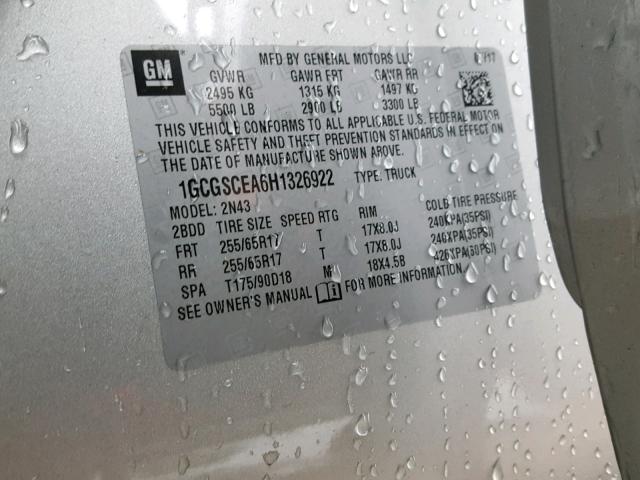 GM
MFD BY GENERAL MOTORS LLC
GVWR GAWR FRT GAWR RR
2495 KG 1315 KG 1497 KG
5500 LB 2900 LB 3300 LB
THIS VEHICLE CONFORMS TO ALL APPLICABLE U.S. FEDERAL MOTOR
VEHICLE SAFETY AND THEFT PREVENTION STANDARDS IN EFFECT ON
THE DATE OF MANUFACTURE SHOWN ABOVE.
1GCGSCEA6H1326922 TYPE: TRUCK
MODEL: 2N43
2BDD TIRE SIZE SPEED RTG RIM COLD TIRE PRESSURE
FRT 255/65R17 T 17X8.0J 240KPA(35PSI)
RR 255/65R17 T 17X8.0J 240KPA(35PSI)
SPA T175/90D18 M 18X4.5B 420KPA(60PSI)
SEE OWNER'S MANUAL FOR MORE INFORMATION.